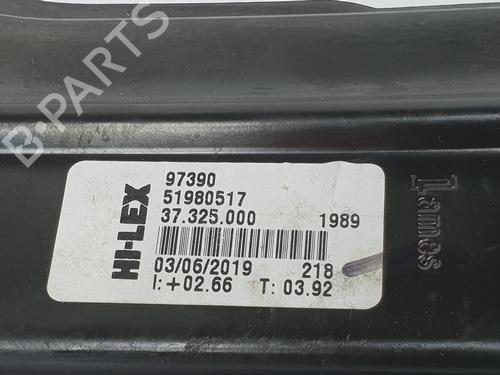 B-PARTS
HI-LEX
97390
51980517
37.325.000 1989
03/06/2019 218
I:+02.66 T: 03.92
Lames